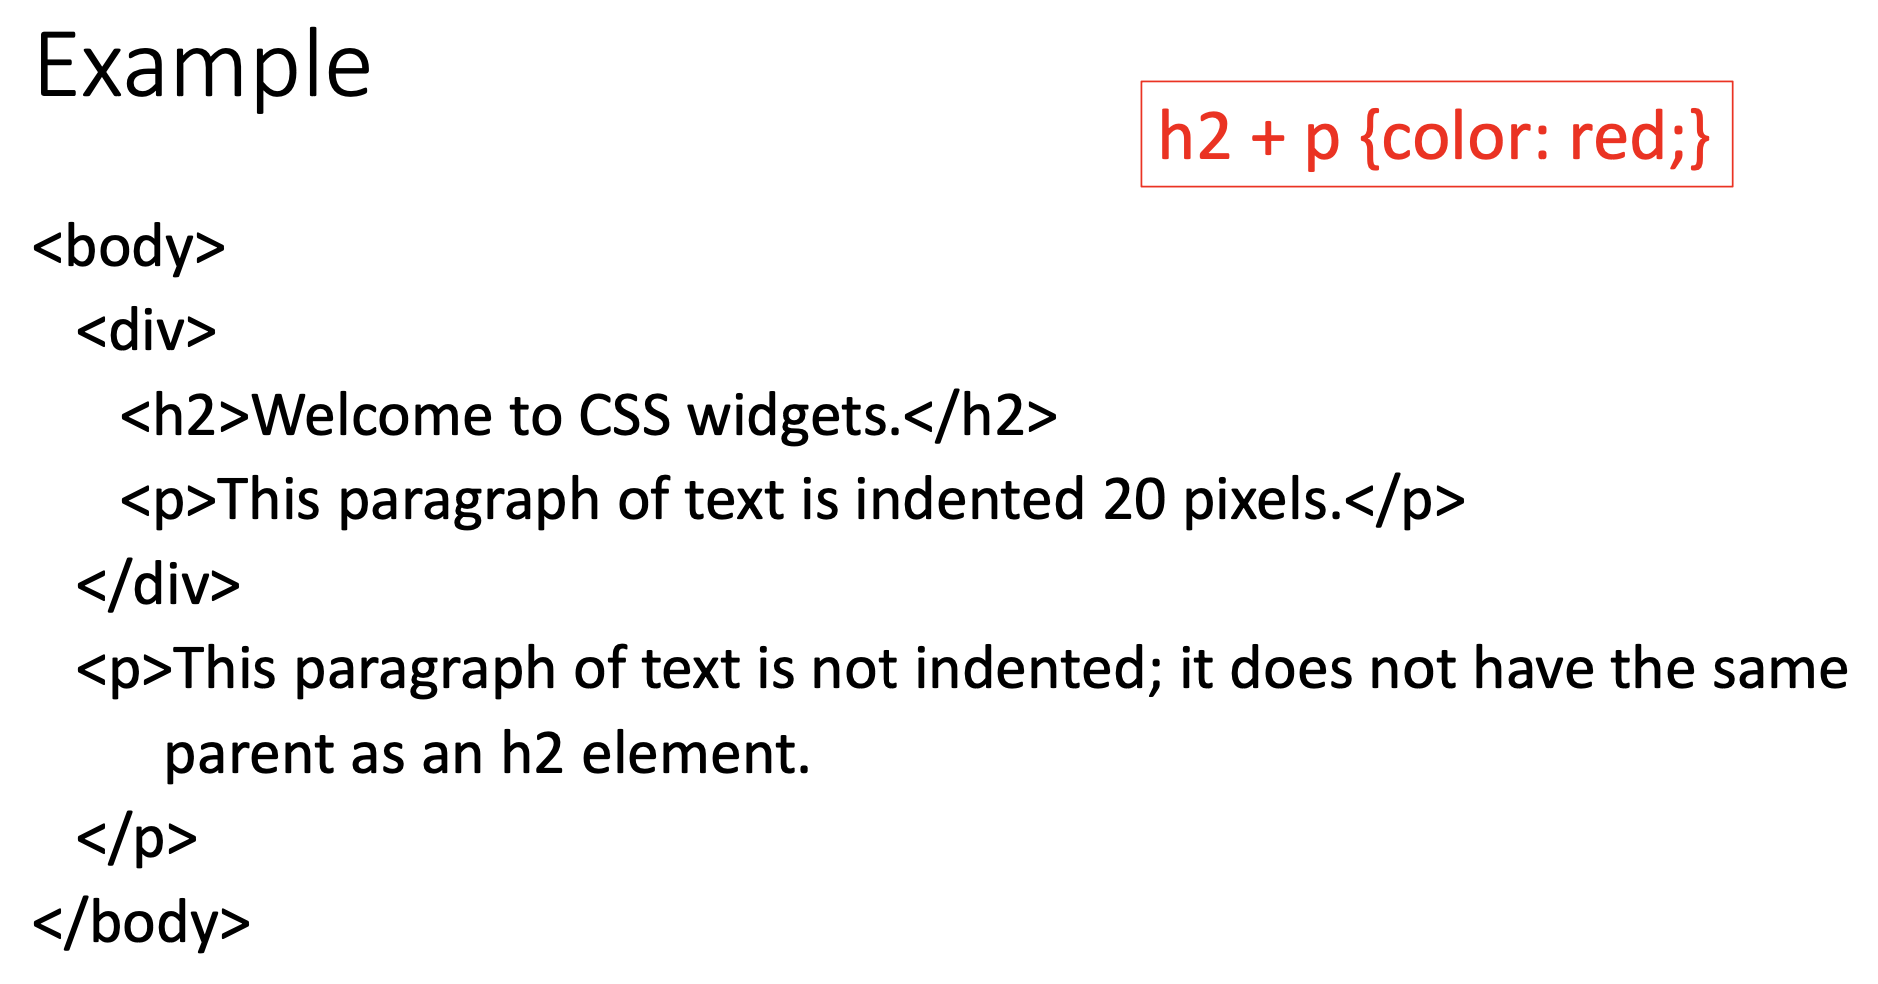 Example
h2 + p {color: red;}
<body>
<div>
<h2>Welcome to CSS widgets.</h2>
<p>This paragraph of text is indented 20 pixels.</p>
</div>
<p>This paragraph of text is not indented; it does not have the same
parent as an h2 element.
</p>
</body>